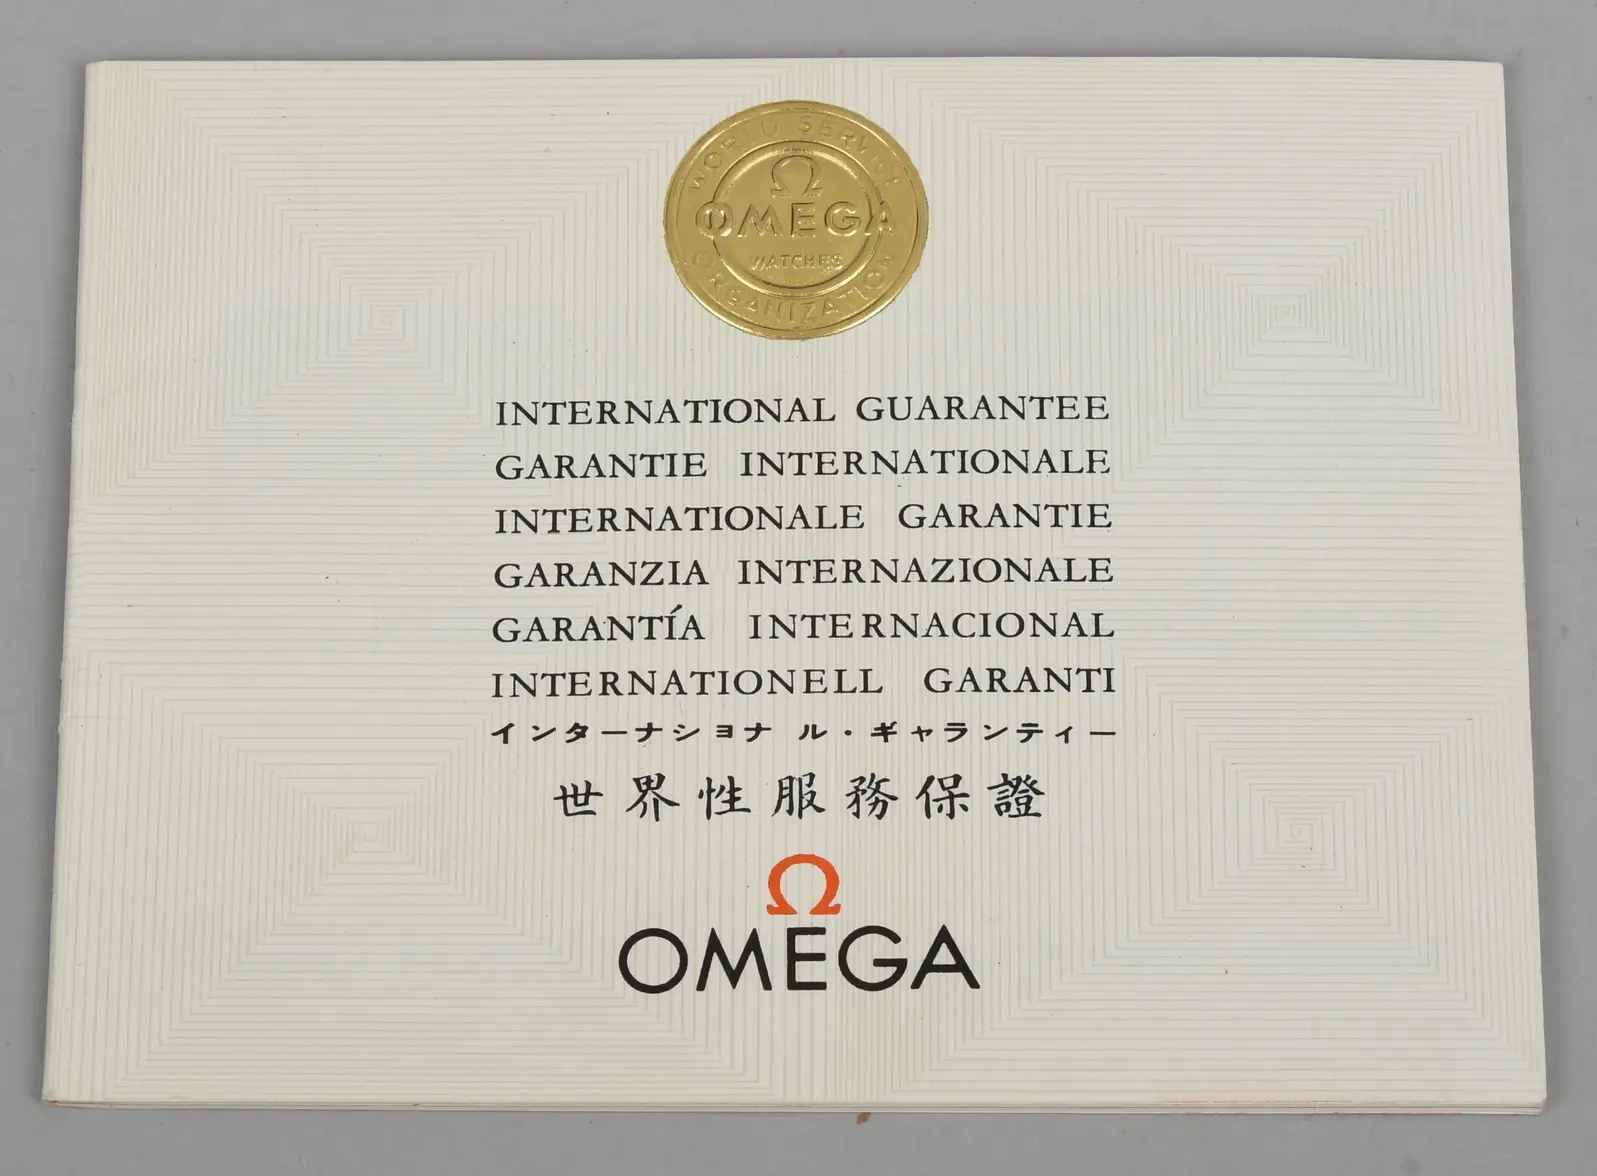 WORLD SERVICE
Ω
OMEGA
WATCHES
ORGANIZATION
INTERNATIONAL GUARANTEE
GARANTIE INTERNATIONALE
INTERNATIONALE GARANTIE
GARANZIA INTERNAZIONALE
GARANTÍA INTERNACIONAL
INTERNATIONELL GARANTI
インターナショナル・ギャランティー
世界性服務保證
Ω
OMEGA